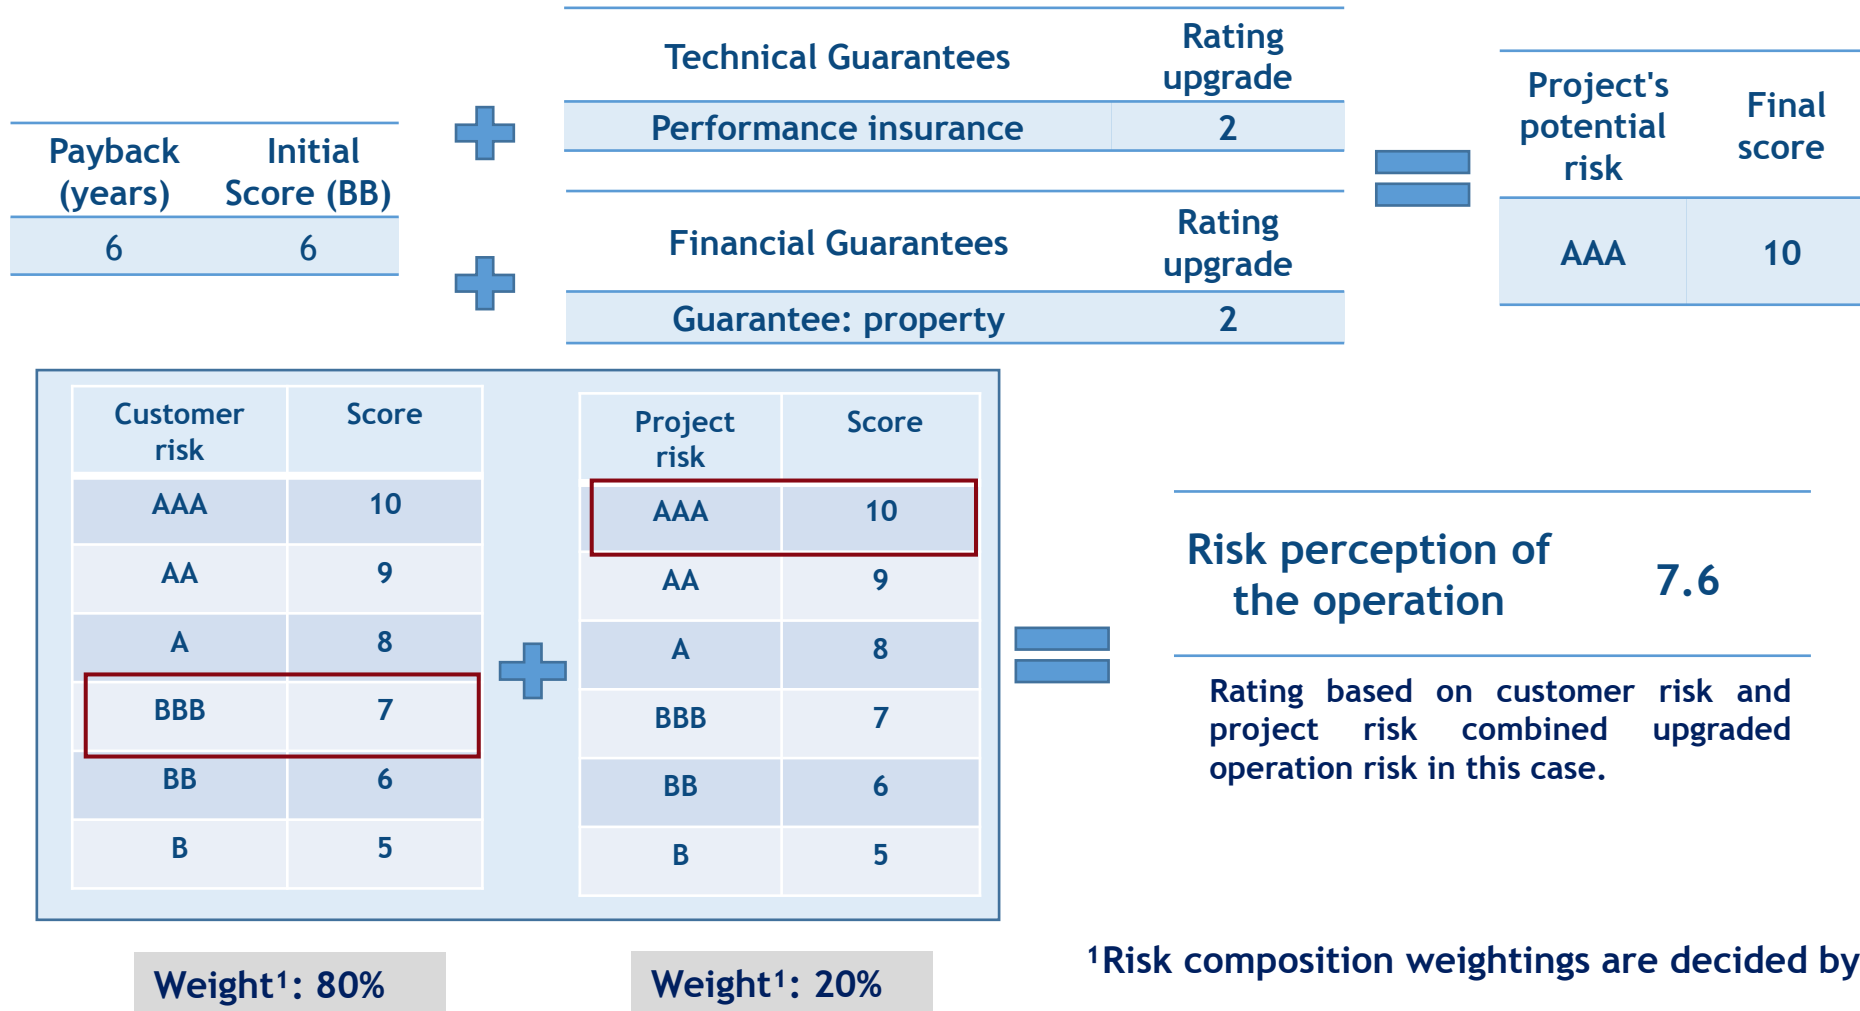 Payback
(years)
Initial
Score (BB)
6 6
Technical Guarantees
Rating
upgrade
Performance insurance 2
Financial Guarantees
Rating
upgrade
Guarantee: property 2
Project's
potential
risk
Final
score
AAA 10
Customer
risk
Score
AAA 10
AA 9
A 8
BBB 7
BB 6
B 5
Project
risk
Score
AAA 10
AA 9
A 8
BBB 7
BB 6
B 5
Risk perception of
the operation
7.6
Rating based on customer risk and
project risk combined upgraded
operation risk in this case.
Weight¹: 80%
Weight¹: 20%
¹Risk composition weightings are decided by